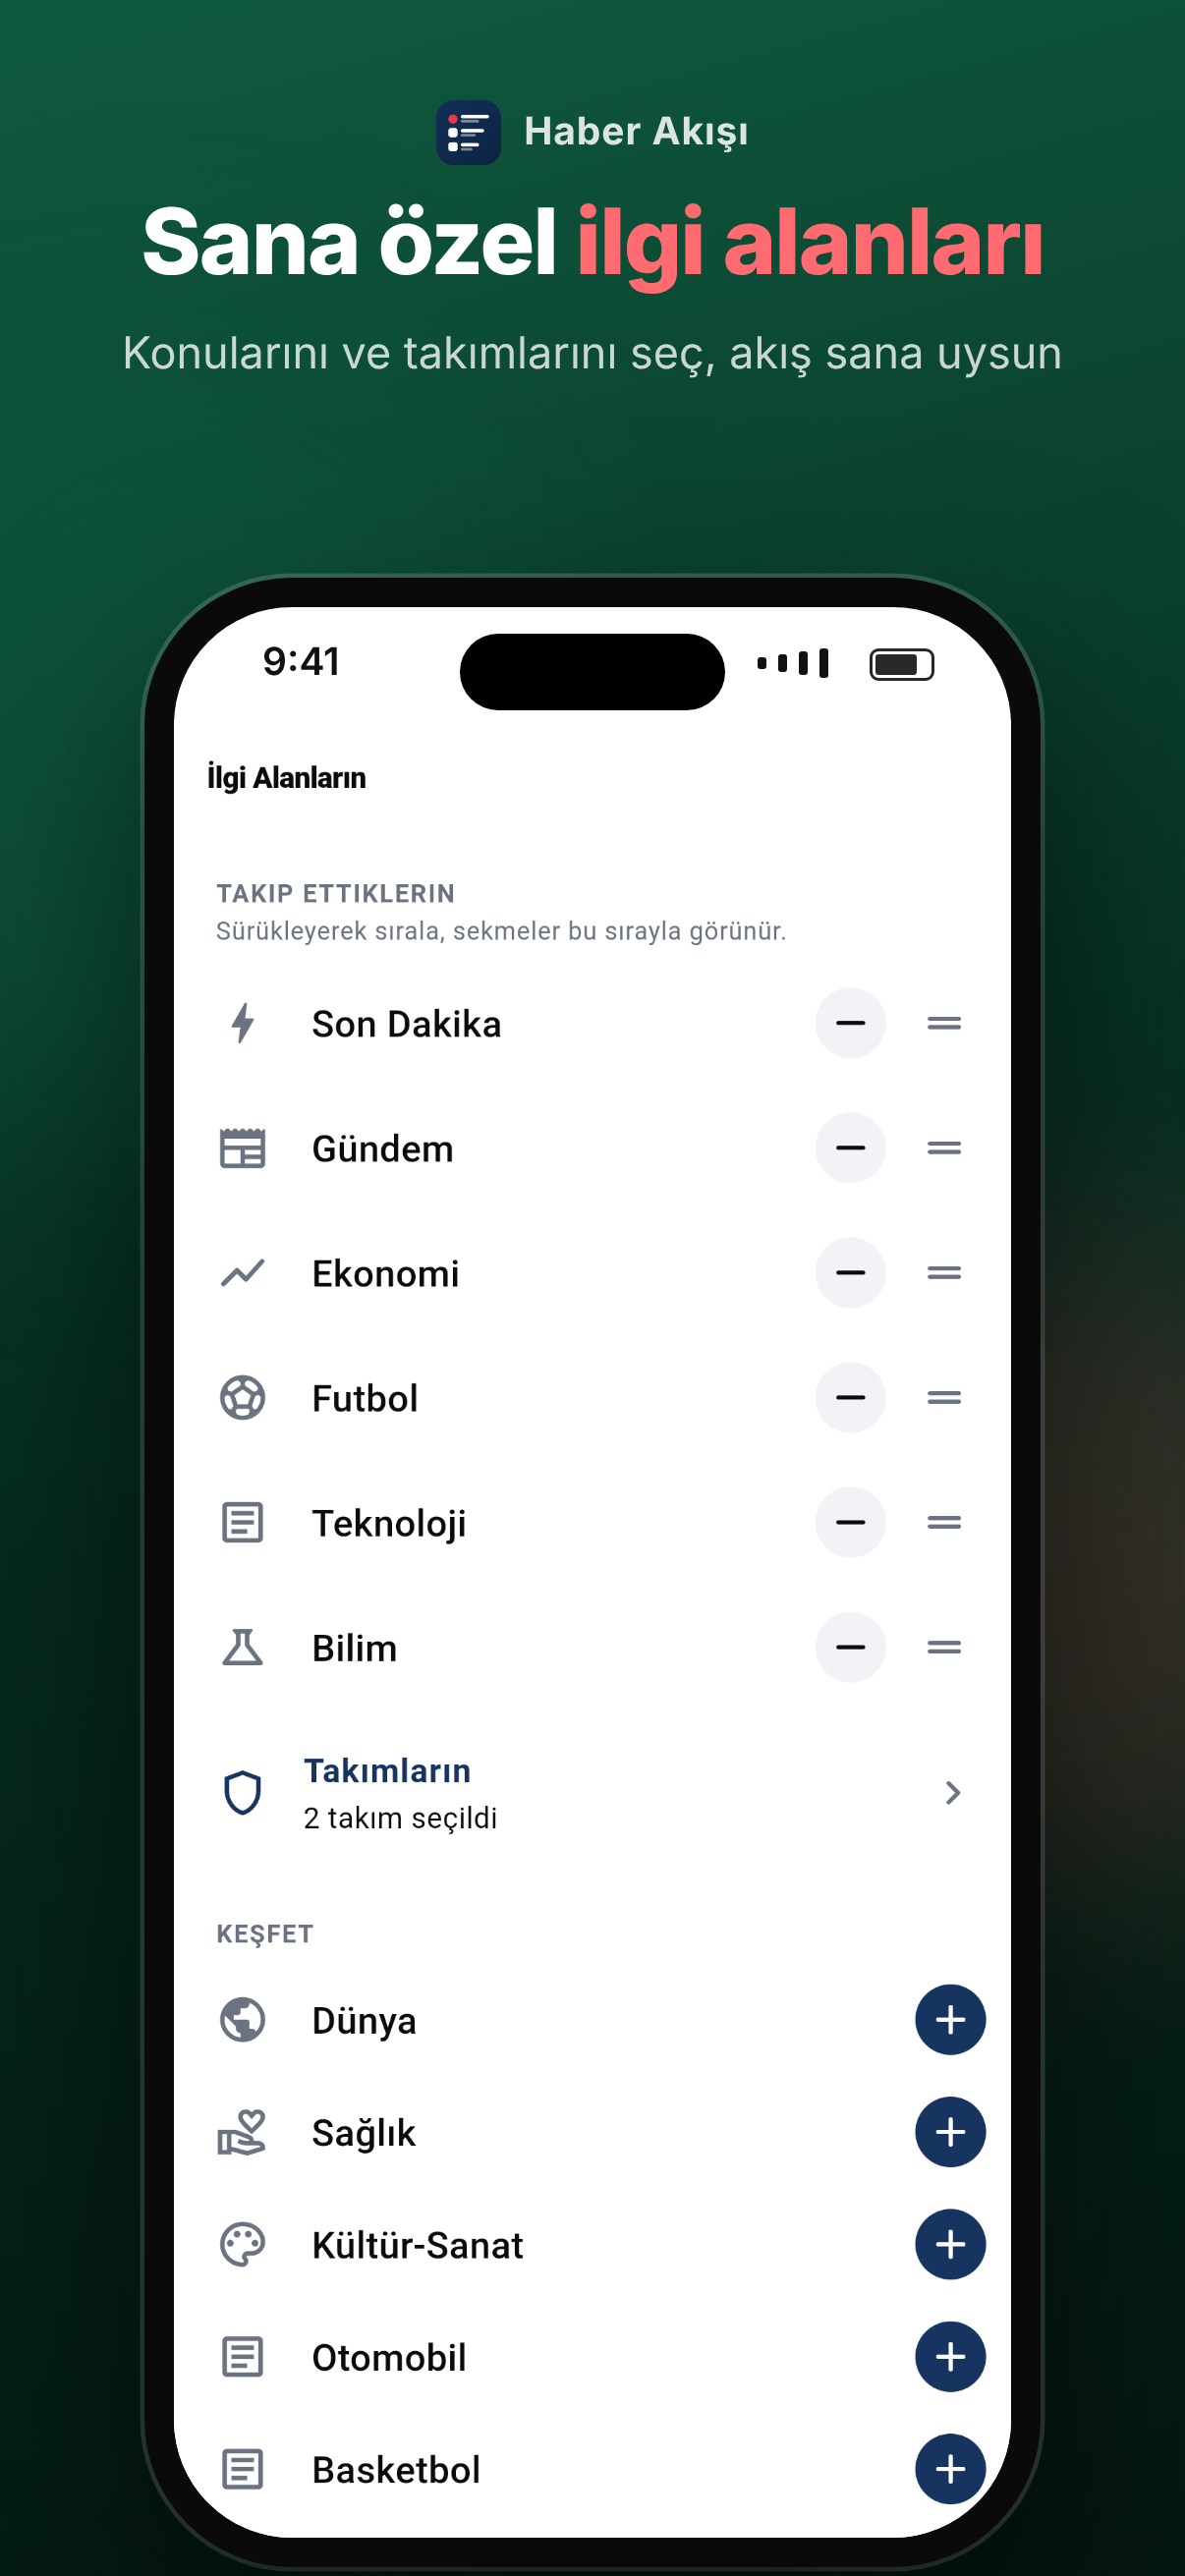 Haber Akışı
Sana özel ilgi alanları
Konularını ve takımlarını seç, akış sana uysun
9:41
İlgi Alanların
TAKIP ETTIKLERIN
Sürükleyerek sırala, sekmeler bu sırayla görünür.
Son Dakika
Gündem
Ekonomi
Futbol
Teknoloji
Bilim
Takımların
2 takım seçildi
KEŞFET
Dünya
Sağlık
Kültür-Sanat
Otomobil
Basketbol